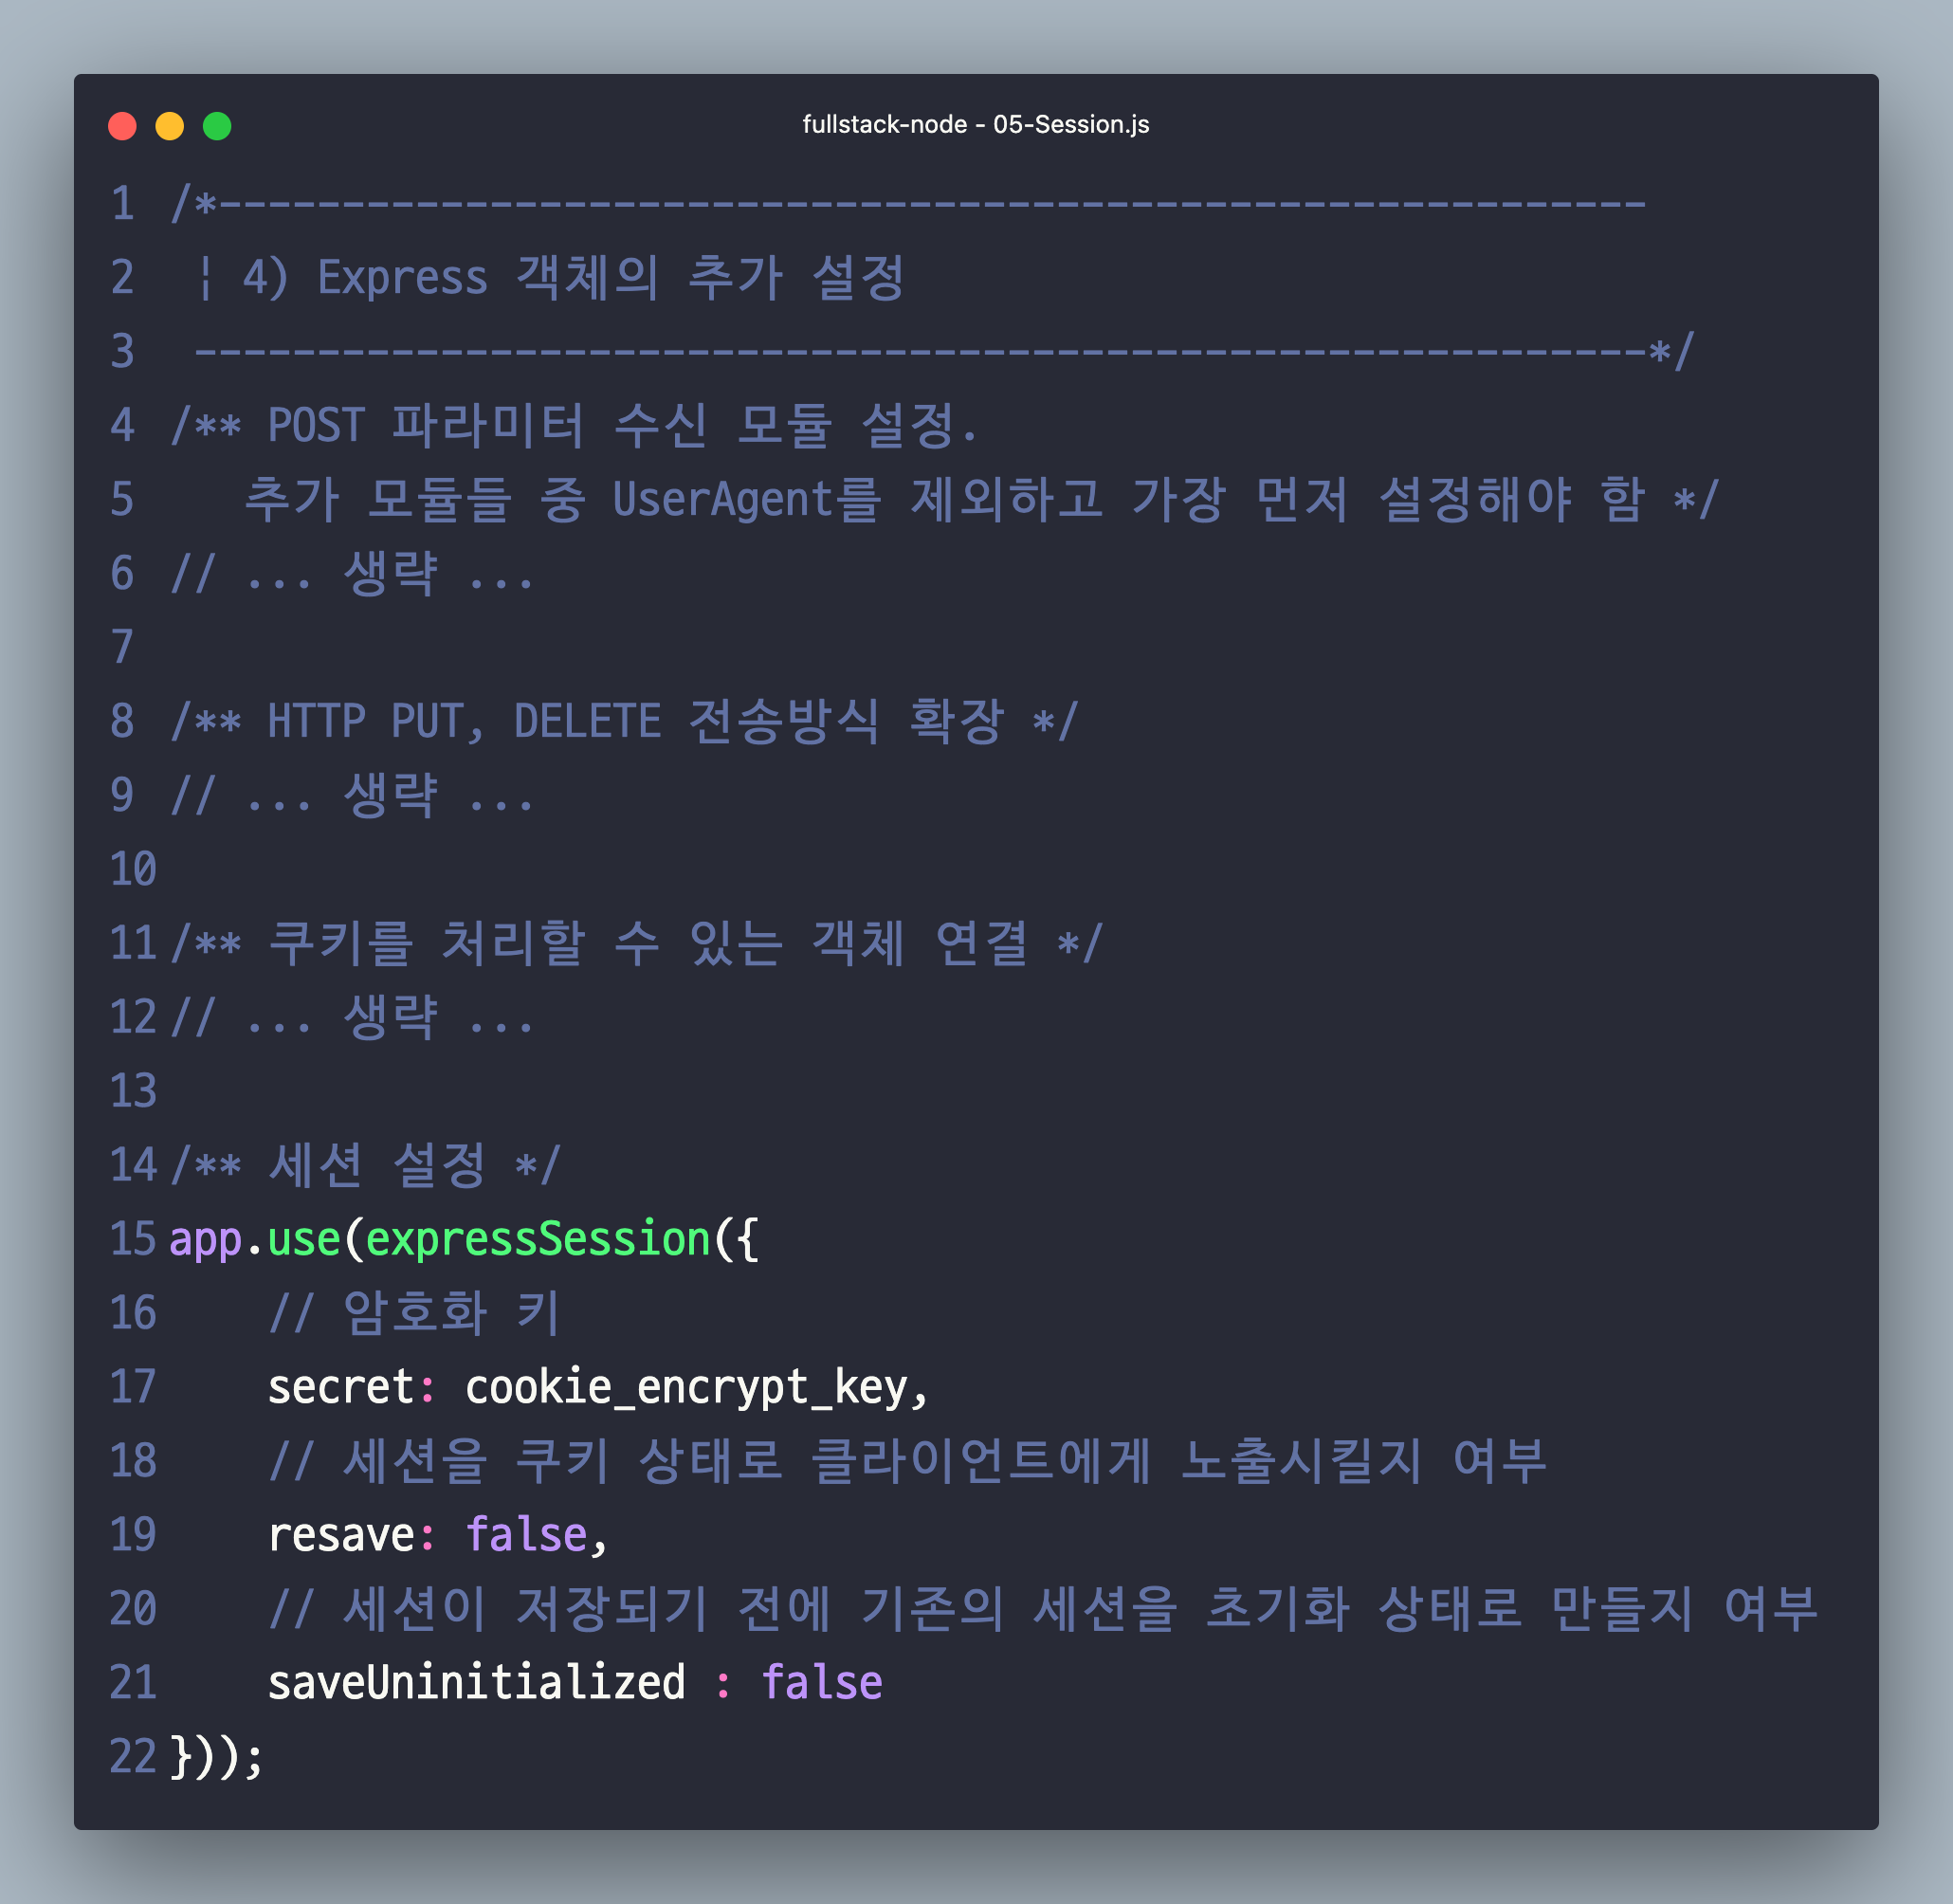 fullstack-node - 05-Session.js
1 /*----------------------------------------------------------
2  ¦ 4) Express 객체의 추가 설정
3  -----------------------------------------------------------*/
4 /** POST 파라미터 수신 모듈 설정.
5    추가 모듈들 중 UserAgent를 제외하고 가장 먼저 설정해야 함 */
6 // ... 생략 ...
7
8 /** HTTP PUT, DELETE 전송방식 확장 */
9 // ... 생략 ...
10
11 /** 쿠키를 처리할 수 있는 객체 연결 */
12 // ... 생략 ...
13
14 /** 세션 설정 */
15 app.use(expressSession({
16     // 암호화 키
17     secret: cookie_encrypt_key,
18     // 세션을 쿠키 상태로 클라이언트에게 노출시킬지 여부
19     resave: false,
20     // 세션이 저장되기 전에 기존의 세션을 초기화 상태로 만들지 여부
21     saveUninitialized : false
22 }));